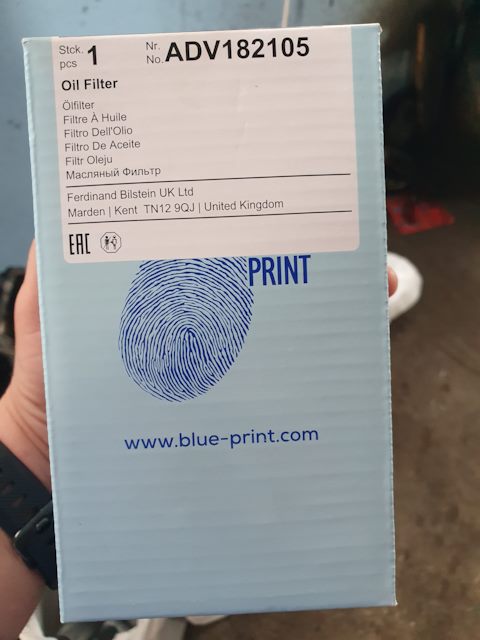 Stck. 1 Nr. ADV182105
pcs No.
Oil Filter
Ölfilter
Filtre À Huile
Filtro Dell'Olio
Filtro De Aceite
Filtr Oleju
Масляный Фильтр
Ferdinand Bilstein UK Ltd
Marden | Kent TN12 9QJ | United Kingdom
EAC
PRINT
www.blue-print.com